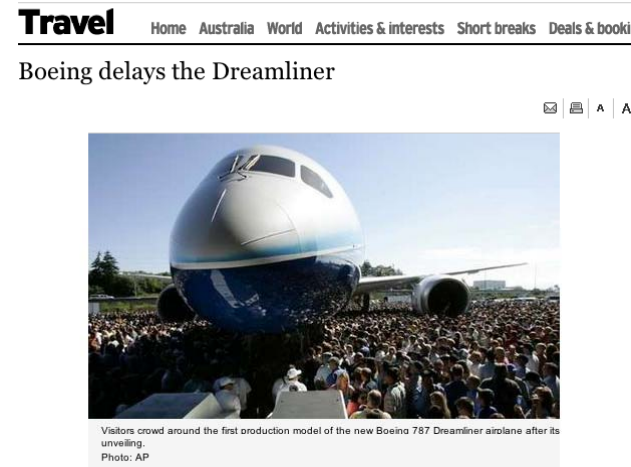 Travel
Home Australia World Activities & interests Short breaks Deals & booki
Boeing delays the Dreamliner
A A
Visitors crowd around the first production model of the new Boeing 787 Dreamliner airplane after its
unveiling.
Photo: AP